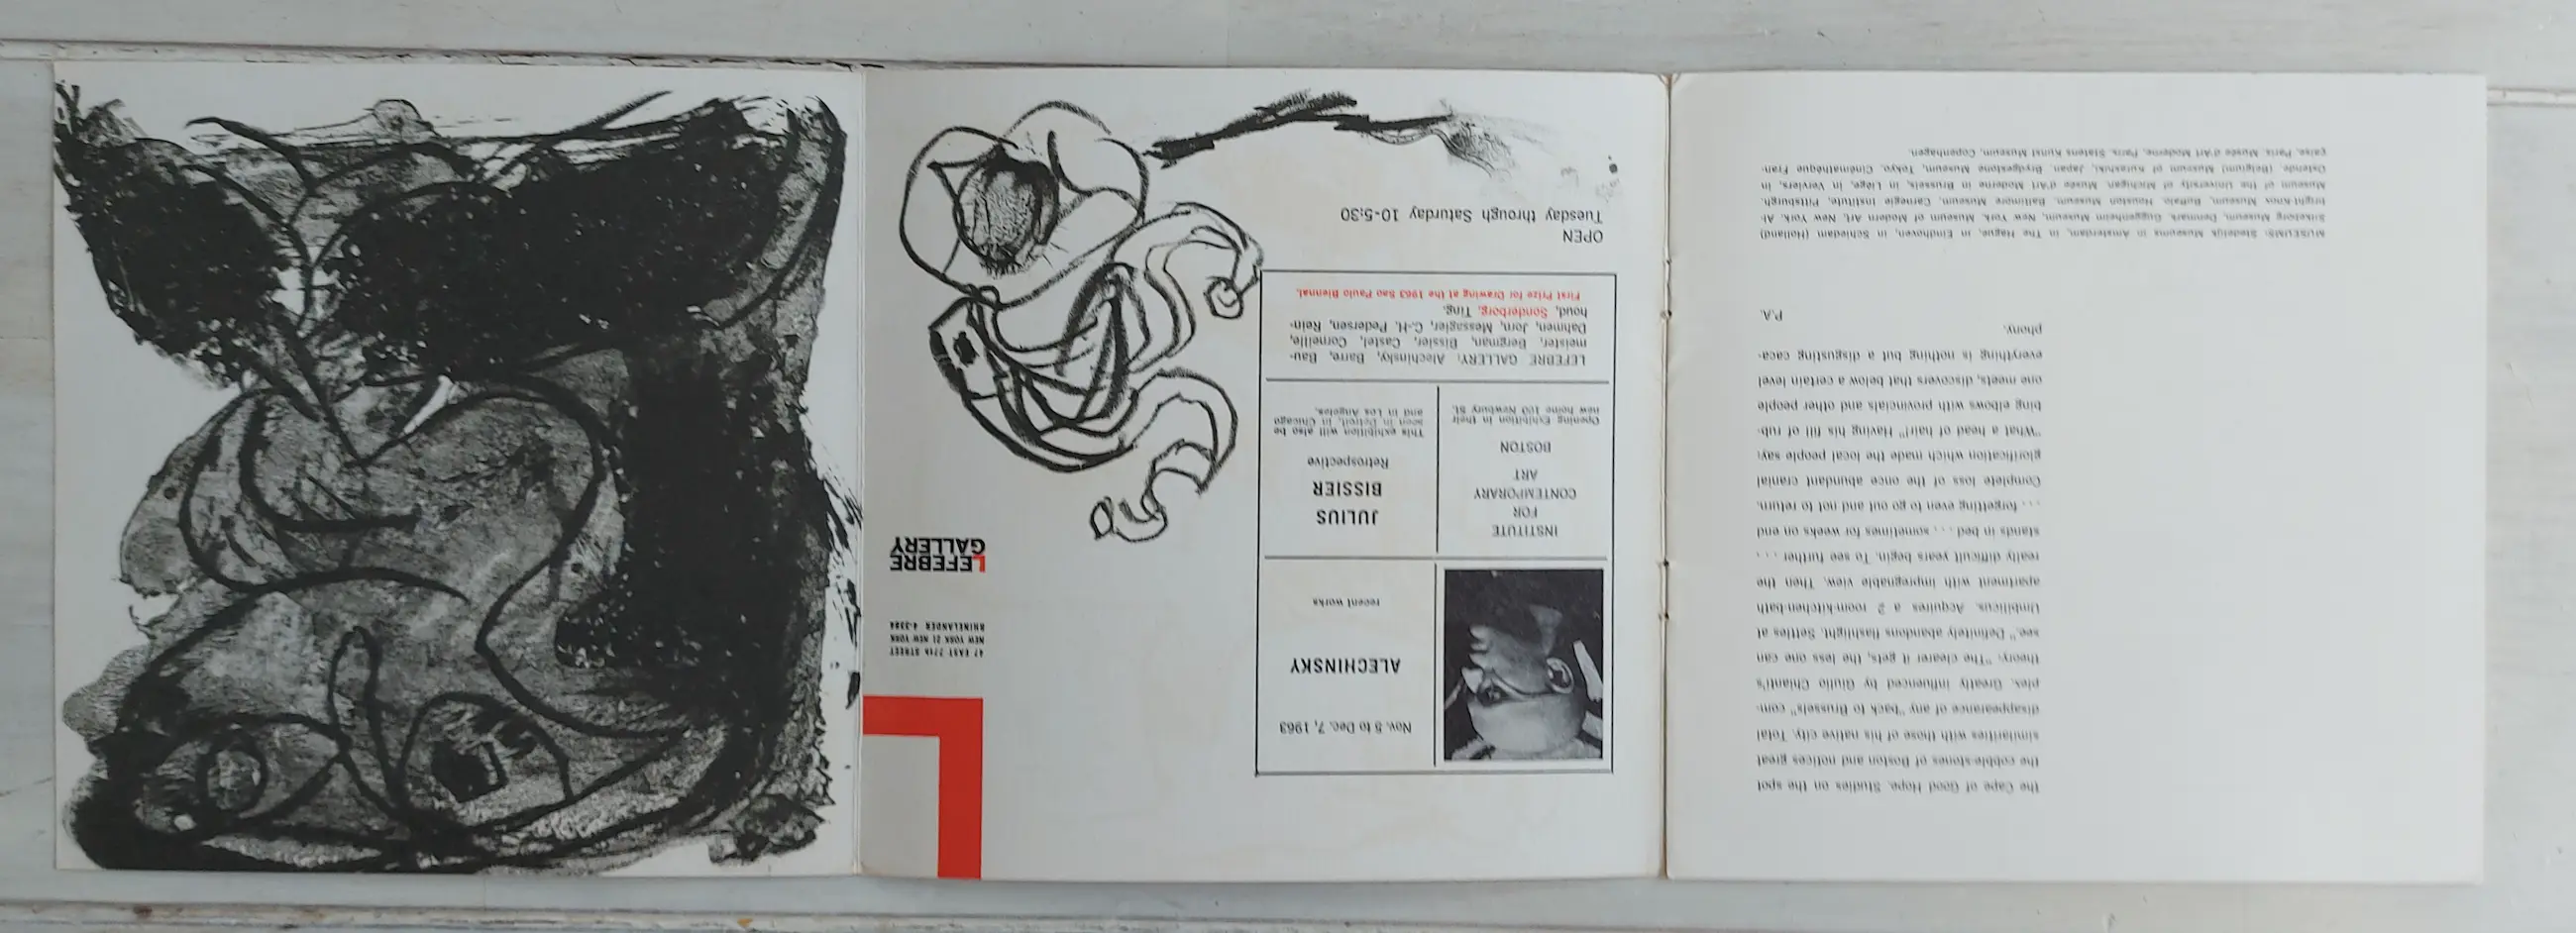 the Cape of Good Hope. Studies on the spot
the cobble-stones of Boston and notices great
similarities with those of his native city. Total
disappearance of any "back to Brussels" com-
plex. Greatly influenced by Giulio Chianti's
theory: "The clearer it gets, the less one can
see." Definitely abandons flashlight. Settles at
Umbilicus. Acquires a 2 room-kitchen-bath
apartment with impregnable view. Then the
really difficult years begin. To see further . . . .
stands in bed . . . . sometimes for weeks on end
. . . . forgetting even to go out and not to return.
Complete loss of the once abundant cranial
glorification which made the local people say:
"What a head of hair!" Having his fill of rub-
bing elbows with provincials and other people
one meets, discovers that below a certain level
everything is nothing but a disgusting caca-
phony.
P.A.
MUSEUMS: Stedelijk Museums in Amsterdam, in The Hague, in Eindhoven, in Schiedam (Holland)
Silkeborg Museum, Denmark. Guggenheim Museum, New York. Museum of Modern Art, New York. Al-
bright-Knox Museum, Buffalo. Houston Museum. Baltimore Museum. Carnegie Institute, Pittsburgh.
Museum of the University of Michigan. Musée d'Art Moderne in Brussels, in Liège, in Verviers, in
Ostende (Belgium) Museum of Kurashiki, Japan. Brydgestone Museum, Tokyo. Cinémathèque Fran-
çaise, Paris. Musée d'Art Moderne, Paris. Statens Kunst Museum, Copenhagen.
Nov. 5 to Dec. 7, 1963
ALECHINSKY
recent works
INSTITUTE
FOR
CONTEMPORARY
ART
BOSTON
Opening Exhibition in their
new home 100 Newbury St.
JULIUS
BISSIER
Retrospective
This exhibition will also be
seen in Detroit, in Chicago
and in Los Angeles.
LEFEBRE GALLERY: Alechinsky, Barre, Bau-
meister, Bergman, Bissier, Castel, Corneille,
Dahmen, Jorn, Messagier, C.-H. Pedersen, Rein-
houd, Sonderborg, Ting.
First Prize for Drawing at the 1963 Sao Paulo Biennal.
OPEN
Tuesday through Saturday 10-5:30
47 EAST 77th STREET
NEW YORK 21 NEW YORK
RHINELANDER 4-3384
LEFEBRE
GALLERY